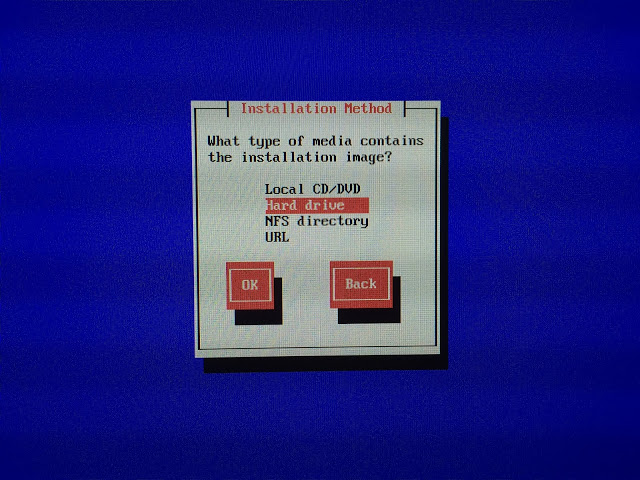 Installation Method
What type of media contains
the installation image?
Local CD/DVD
Hard drive
NFS directory
URL
OK
Back